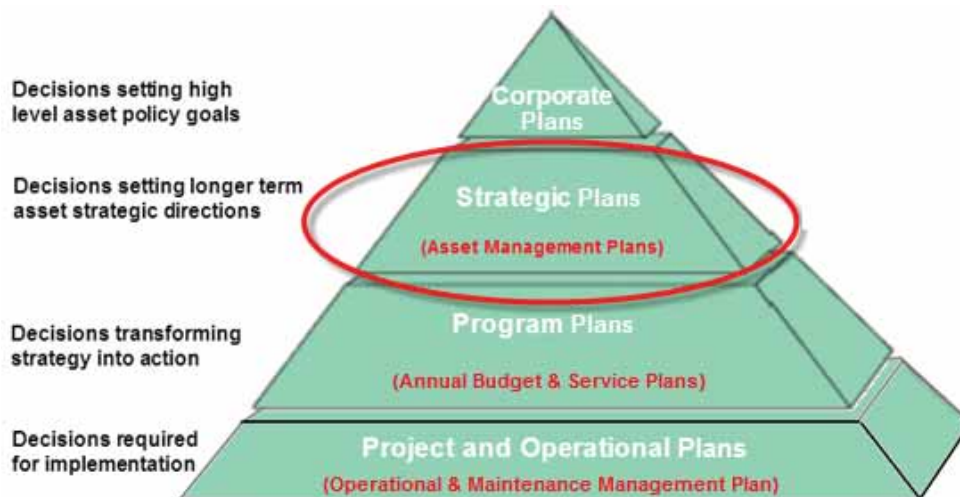 Decisions setting high
level asset policy goals
Corporate
Plans
Decisions setting longer term
asset strategic directions
Strategic Plans
(Asset Management Plans)
Decisions transforming
strategy into action
Program Plans
(Annual Budget & Service Plans)
Decisions required
for implementation
Project and Operational Plans
(Operational & Maintenance Management Plan)